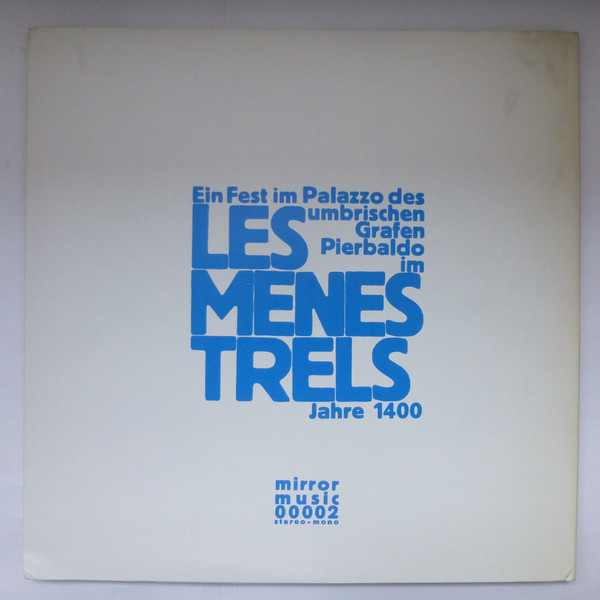 Ein Fest im Palazzo des
umbrischen
Grafen
Pierbaldo
im
LES
MENES
TRELS
Jahre 1400
mirror
music
00002
stereo-mono